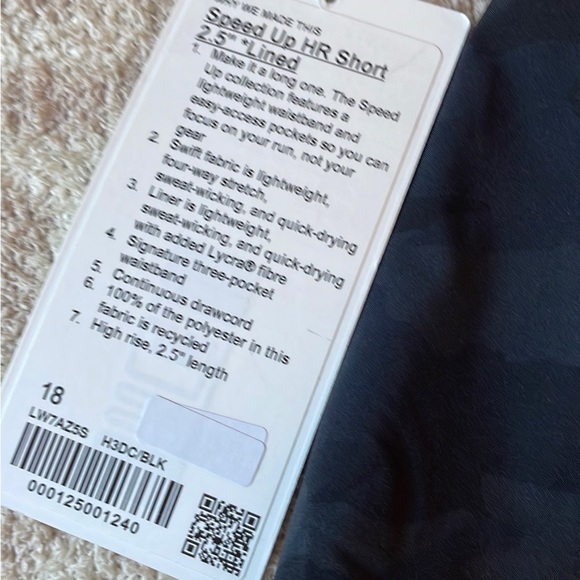 WHY WE MADE THIS
Speed Up HR Short
2.5" *Lined
1. Make it a long one. The Speed
Up collection features a
lightweight waistband and
easy-access pockets so you can
focus on your run, not your
gear
2. Swift fabric is lightweight,
four-way stretch,
sweat-wicking, and quick-drying
3. Liner is lightweight,
sweat-wicking, and quick-drying
with added Lycra® fibre
4. Signature three-pocket
waistband
5. Continuous drawcord
6. 100% of the polyester in this
fabric is recycled
7. High rise, 2.5" length
18
LW7AZ5S H3DC/BLK
000125001240